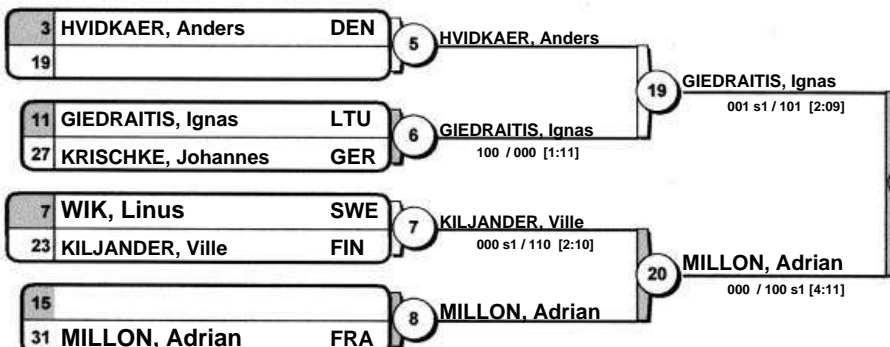 3 HVIDKAER, Anders DEN
19
5
HVIDKAER, Anders
11 GIEDRAITIS, Ignas LTU
27 KRISCHKE, Johannes GER
6
GIEDRAITIS, Ignas
100 / 000 [1:11]
19
GIEDRAITIS, Ignas
001 s1 / 101 [2:09]
7 WIK, Linus SWE
23 KILJANDER, Ville FIN
7
KILJANDER, Ville
000 s1 / 110 [2:10]
15
31 MILLON, Adrian FRA
8
MILLON, Adrian
20
MILLON, Adrian
000 / 100 s1 [4:11]